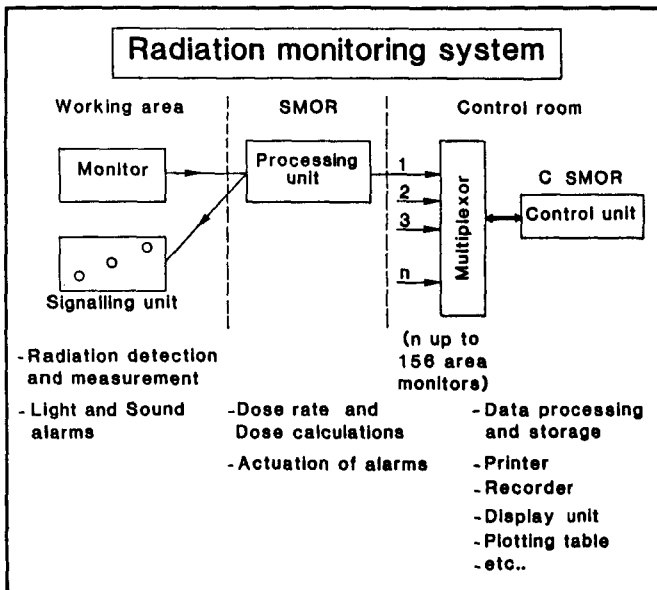 Radiation monitoring system
Working area
SMOR
Control room
Monitor
Processing
unit
1
2
3
n
Multiplexor
C SMOR
Control unit
Signalling unit
(n up to
156 area
monitors)
-Radiation detection
and measurement
-Light and Sound
alarms
-Dose rate and
Dose calculations
-Actuation of alarms
-Data processing
and storage
-Printer
-Recorder
-Display unit
-Plotting table
-etc..